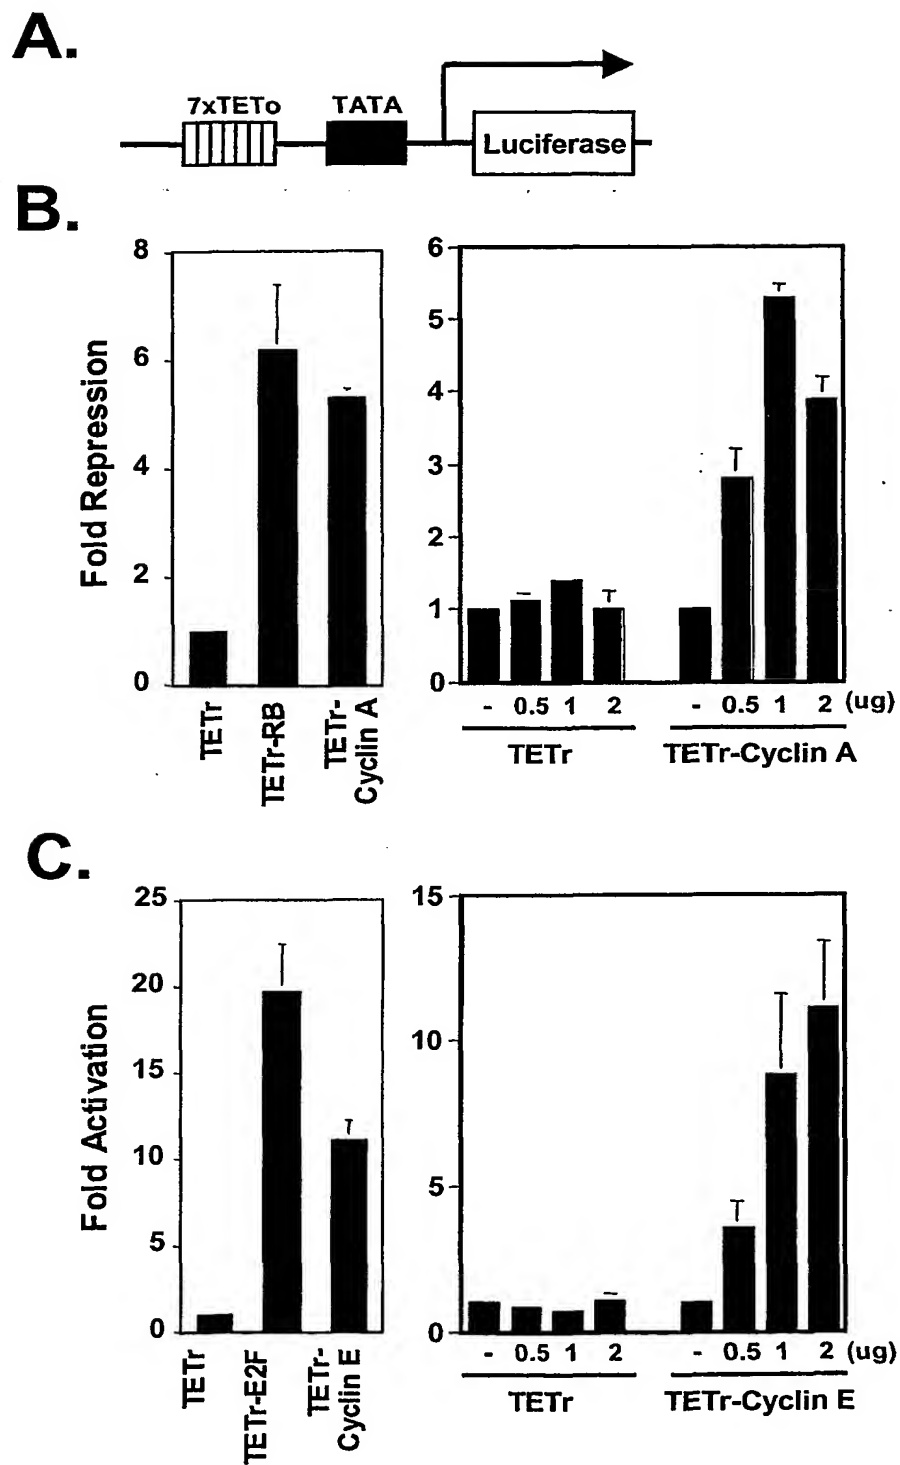 A.
7xTETo TATA
Luciferase
B.
Fold Repression
8
6
4
2
0
TETr
TETr-RB
TETr-
Cyclin A
6
5
4
3
2
1
0
- 0.5 1 2 - 0.5 1 2 (ug)
TETr TETr-Cyclin A
C.
Fold Activation
25
20
15
10
5
0
TETr
TETr-E2F
TETr-
Cyclin E
15
10
5
0
- 0.5 1 2 - 0.5 1 2 (ug)
TETr TETr-Cyclin E